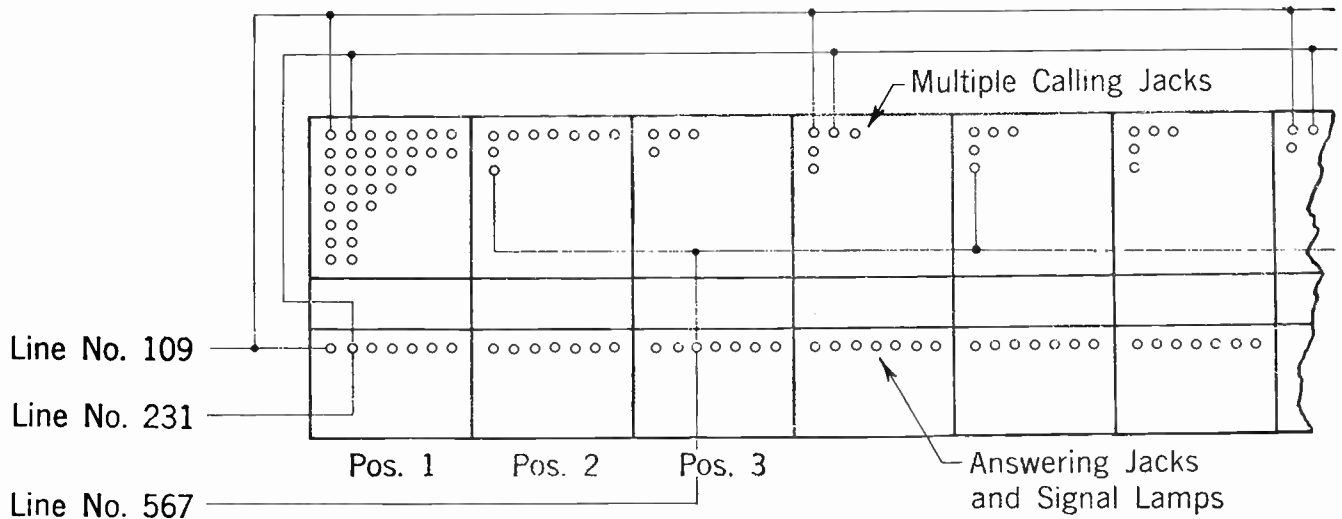 Multiple Calling Jacks
Line No. 109
Line No. 231
Pos. 1 Pos. 2 Pos. 3
Answering Jacks
and Signal Lamps
Line No. 567